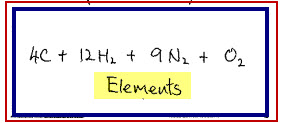 4C + 12H₂ + 9N₂ + O₂
Elements